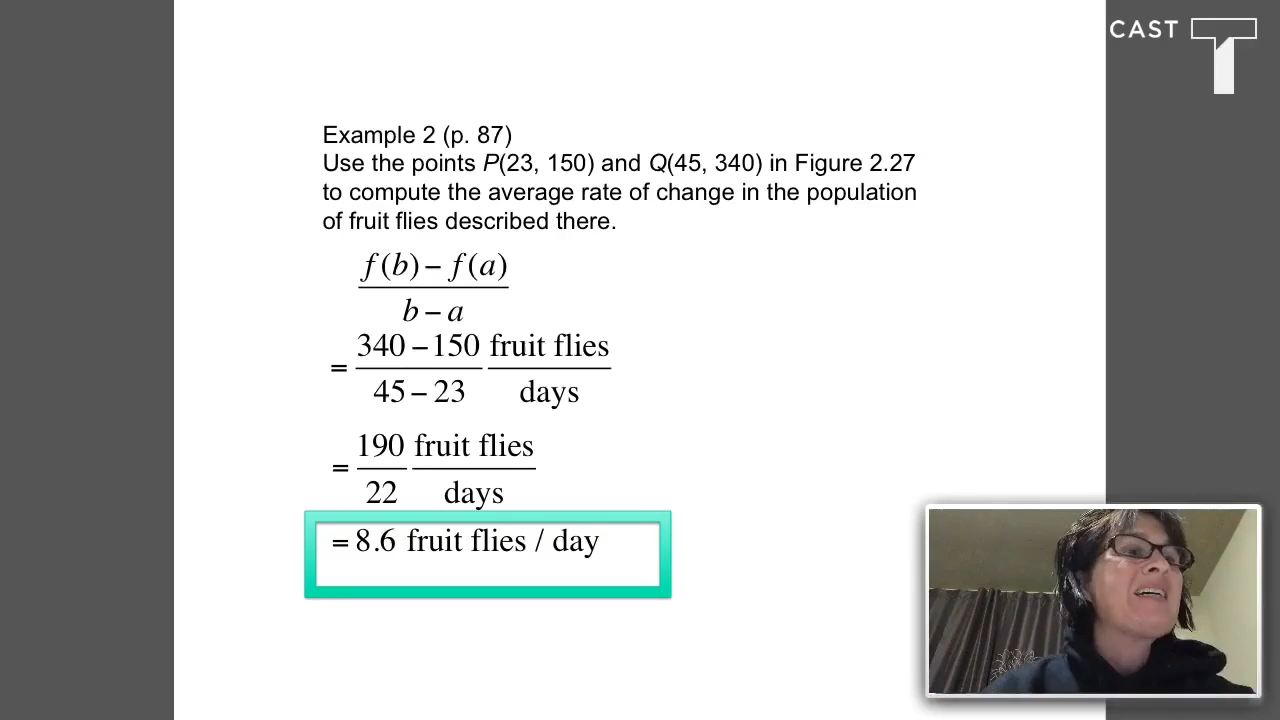 CAST
Example 2 (p. 87)
Use the points P(23, 150) and Q(45, 340) in Figure 2.27
to compute the average rate of change in the population
of fruit flies described there.
f(b) − f(a)
b − a
= 340 − 150 fruit flies
45 − 23 days
= 190 fruit flies
22 days
= 8.6 fruit flies / day